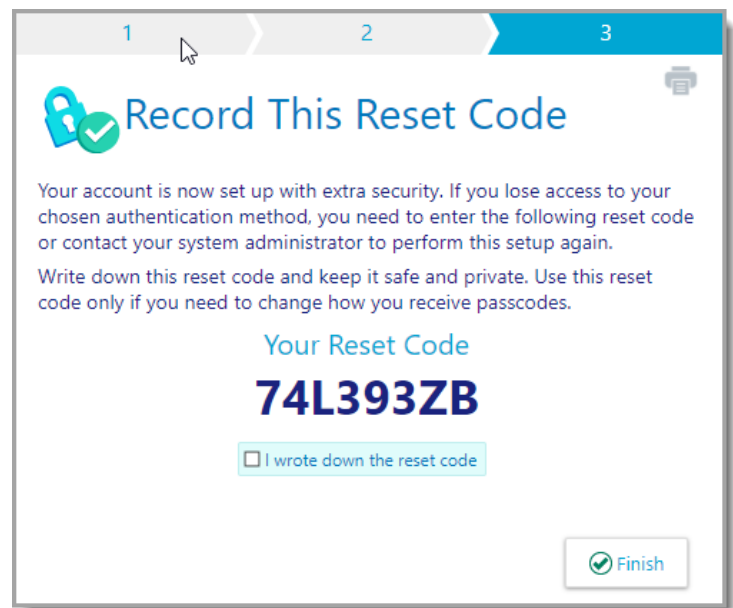 1 2 3
Record This Reset Code
Your account is now set up with extra security. If you lose access to your
chosen authentication method, you need to enter the following reset code
or contact your system administrator to perform this setup again.
Write down this reset code and keep it safe and private. Use this reset
code only if you need to change how you receive passcodes.
Your Reset Code
74L393ZB
I wrote down the reset code
Finish